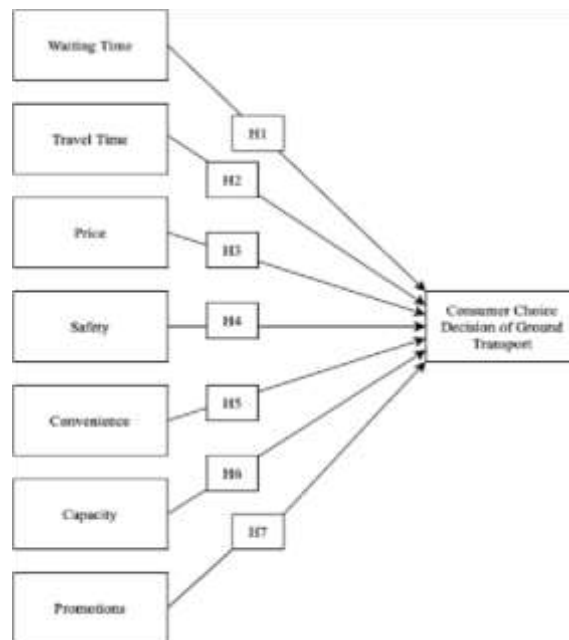 Waiting Time
H1
Travel Time
H2
Price
H3
Safety
H4
Consumer Choice
Decision of Ground
Transport
Convenience
H5
Capacity
H6
Promotions
H7